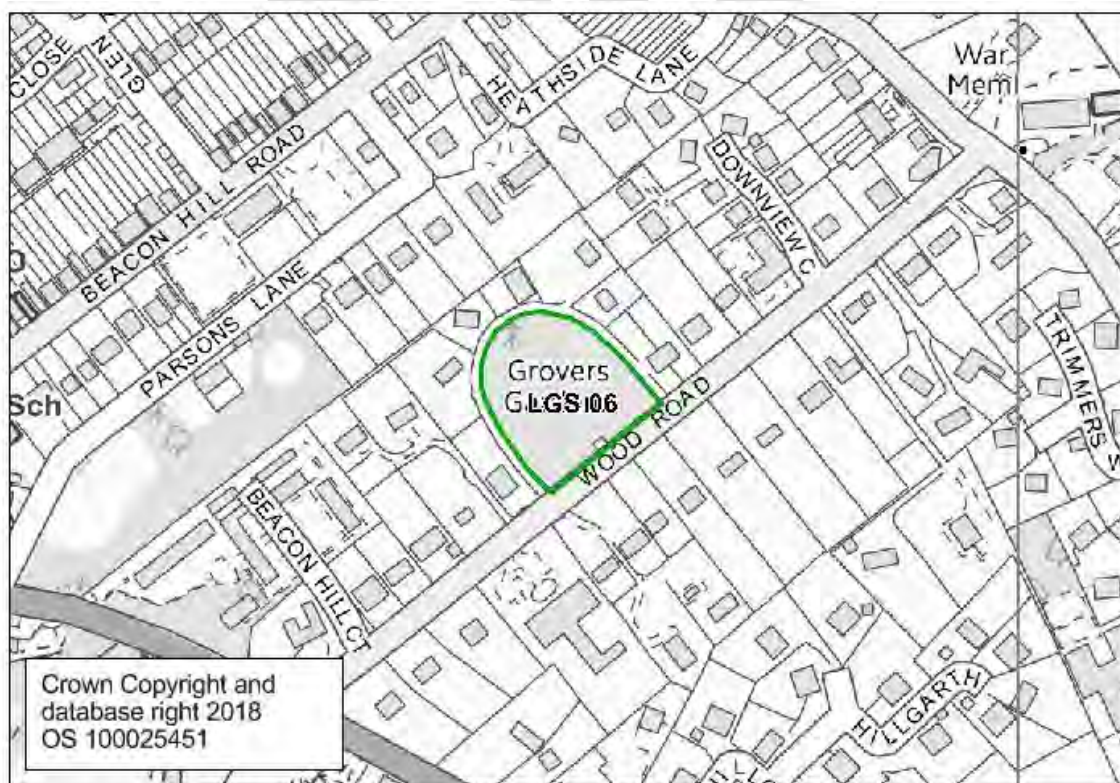 CLOSE
GLEN
War
Meml
HEATHSIDE LANE
BEACON HILL ROAD
DOWNVIEW C
PARSONS LANE
TRIMMERS W
Grovers
LGS 06
Sch
WOOD ROAD
BEACON HILL CT
HILLGARTH
Crown Copyright and
database right 2018
OS 100025451